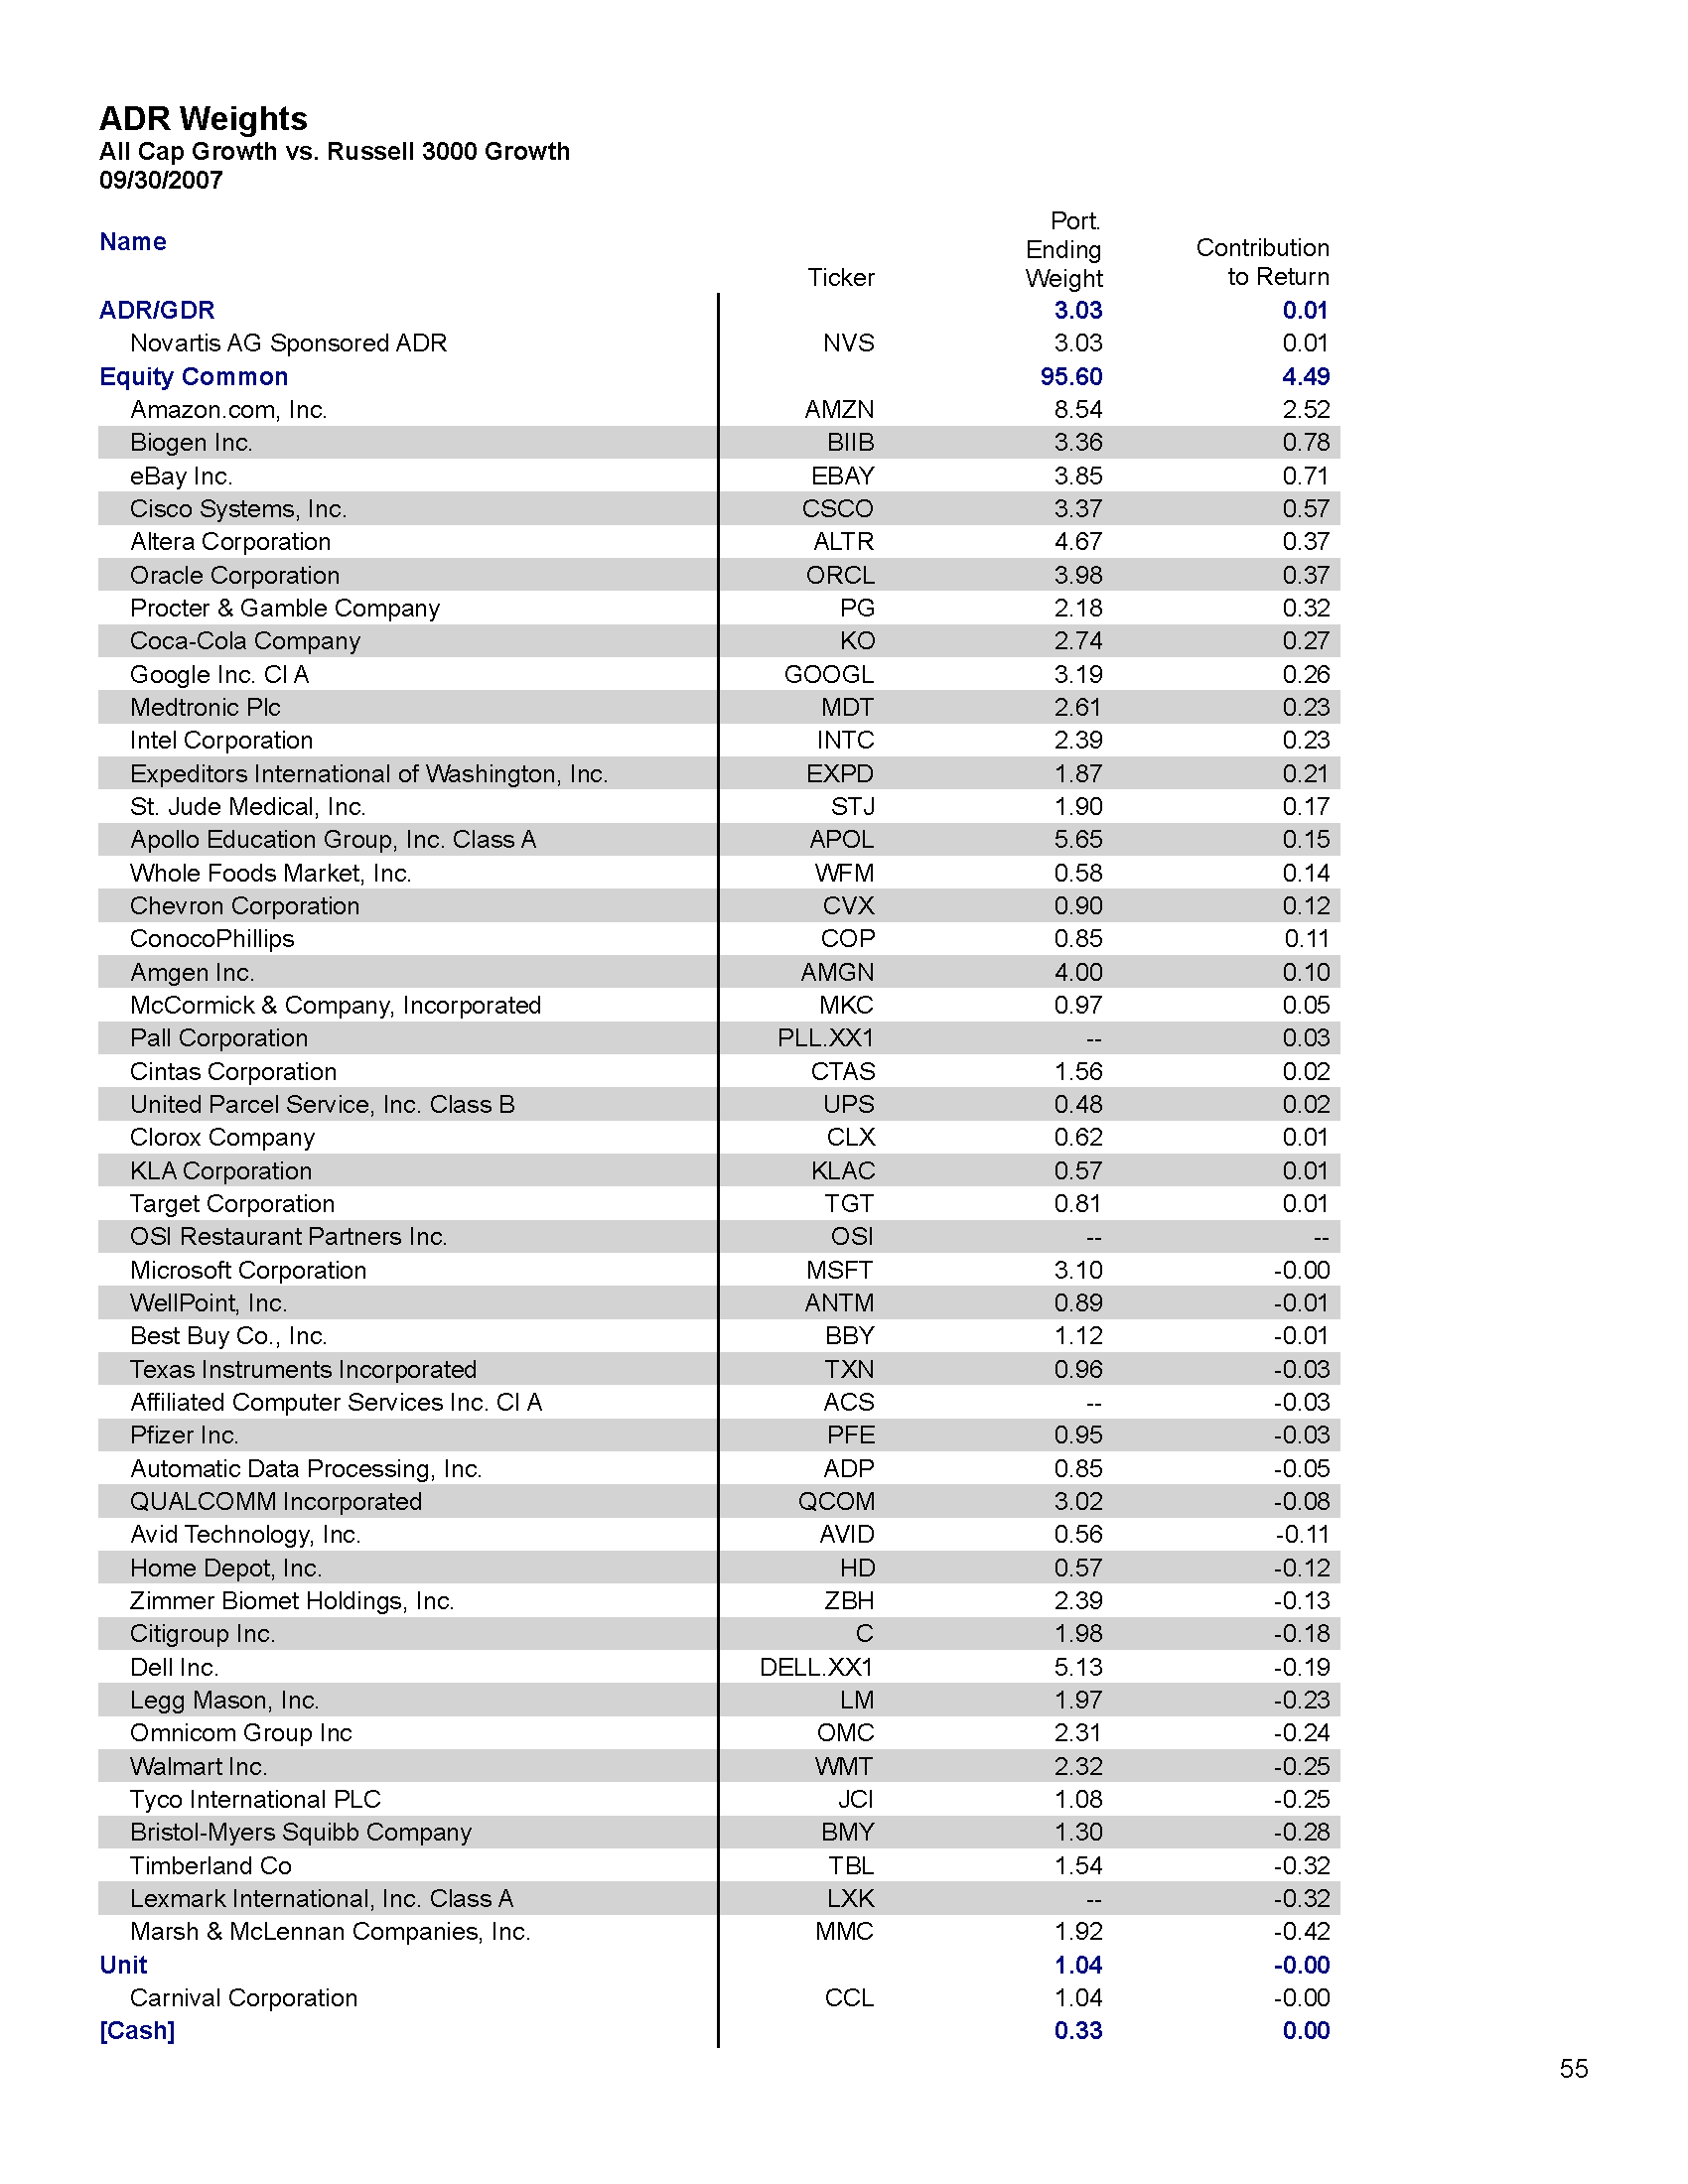 ADR Weights
All Cap Growth vs. Russell 3000 Growth
09/30/2007
Name Ticker Port. Ending Weight Contribution to Return
ADR/GDR 3.03 0.01
Novartis AG Sponsored ADR NVS 3.03 0.01
Equity Common 95.60 4.49
Amazon.com, Inc. AMZN 8.54 2.52
Biogen Inc. BIIB 3.36 0.78
eBay Inc. EBAY 3.85 0.71
Cisco Systems, Inc. CSCO 3.37 0.57
Altera Corporation ALTR 4.67 0.37
Oracle Corporation ORCL 3.98 0.37
Procter & Gamble Company PG 2.18 0.32
Coca-Cola Company KO 2.74 0.27
Google Inc. Cl A GOOGL 3.19 0.26
Medtronic Plc MDT 2.61 0.23
Intel Corporation INTC 2.39 0.23
Expeditors International of Washington, Inc. EXPD 1.87 0.21
St. Jude Medical, Inc. STJ 1.90 0.17
Apollo Education Group, Inc. Class A APOL 5.65 0.15
Whole Foods Market, Inc. WFM 0.58 0.14
Chevron Corporation CVX 0.90 0.12
ConocoPhillips COP 0.85 0.11
Amgen Inc. AMGN 4.00 0.10
McCormick & Company, Incorporated MKC 0.97 0.05
Pall Corporation PLL.XX1 -- 0.03
Cintas Corporation CTAS 1.56 0.02
United Parcel Service, Inc. Class B UPS 0.48 0.02
Clorox Company CLX 0.62 0.01
KLA Corporation KLAC 0.57 0.01
Target Corporation TGT 0.81 0.01
OSI Restaurant Partners Inc. OSI -- --
Microsoft Corporation MSFT 3.10 -0.00
WellPoint, Inc. ANTM 0.89 -0.01
Best Buy Co., Inc. BBY 1.12 -0.01
Texas Instruments Incorporated TXN 0.96 -0.03
Affiliated Computer Services Inc. Cl A ACS -- -0.03
Pfizer Inc. PFE 0.95 -0.03
Automatic Data Processing, Inc. ADP 0.85 -0.05
QUALCOMM Incorporated QCOM 3.02 -0.08
Avid Technology, Inc. AVID 0.56 -0.11
Home Depot, Inc. HD 0.57 -0.12
Zimmer Biomet Holdings, Inc. ZBH 2.39 -0.13
Citigroup Inc. C 1.98 -0.18
Dell Inc. DELL.XX1 5.13 -0.19
Legg Mason, Inc. LM 1.97 -0.23
Omnicom Group Inc OMC 2.31 -0.24
Walmart Inc. WMT 2.32 -0.25
Tyco International PLC JCI 1.08 -0.25
Bristol-Myers Squibb Company BMY 1.30 -0.28
Timberland Co TBL 1.54 -0.32
Lexmark International, Inc. Class A LXK -- -0.32
Marsh & McLennan Companies, Inc. MMC 1.92 -0.42
Unit 1.04 -0.00
Carnival Corporation CCL 1.04 -0.00
[Cash] 0.33 0.00
55